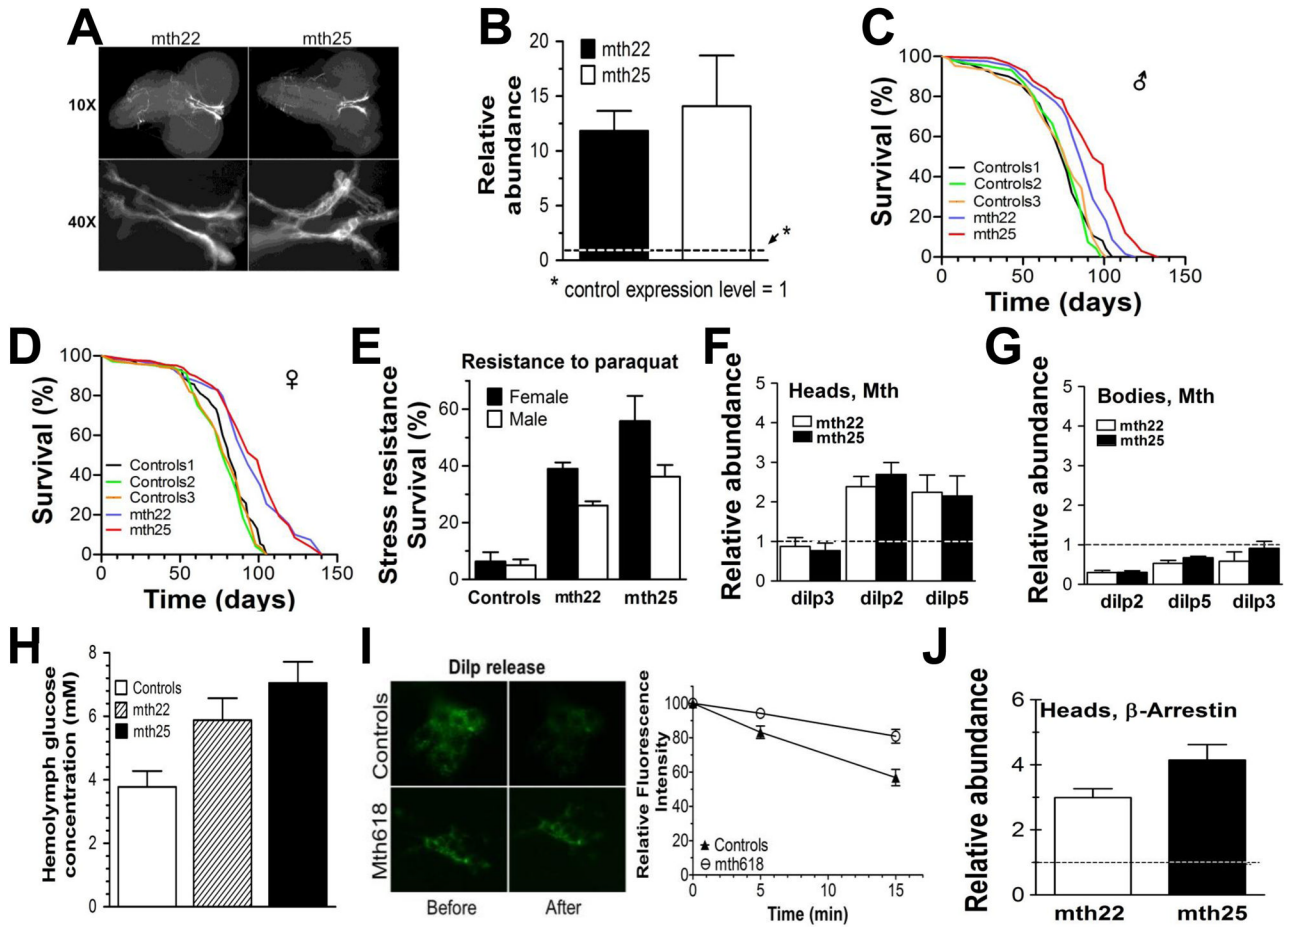 A
mth22 mth25
10X
40X
B
20
15
10
5
0
Relative
abundance
mth22
mth25
*
* control expression level = 1
C
♂
100
80
60
40
20
0
Survival (%)
Controls1
Controls2
Controls3
mth22
mth25
0 50 100 150
Time (days)
D
♀
100
80
60
40
20
0
Survival (%)
Controls1
Controls2
Controls3
mth22
mth25
0 50 100 150
Time (days)
E
Resistance to paraquat
Stress resistance
Survival (%)
60
40
20
0
Female
Male
Controls mth22 mth25
F
Heads, Mth
Relative abundance
5
4
3
2
1
0
mth22
mth25
dilp3 dilp2 dilp5
G
Bodies, Mth
Relative abundance
5
4
3
2
1
0
mth22
mth25
dilp2 dilp5 dilp3
H
Hemolymph glucose
concentration (mM)
8
6
4
2
0
Controls
mth22
mth25
I
Dilp release
Controls
Mth618
Before After
Relative Fluorescence
Intensity
100
80
60
40
20
0
Controls
mth618
0 5 10 15
Time (min)
J
Heads, β-Arrestin
Relative abundance
6
4
2
0
mth22 mth25